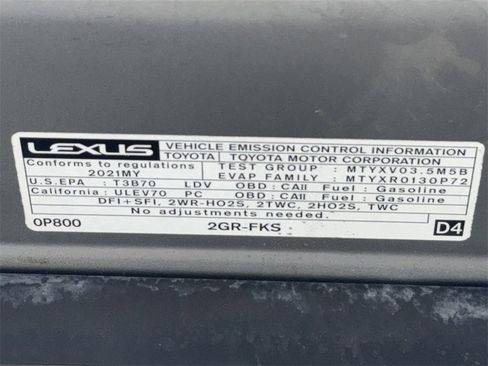 LEXUS VEHICLE EMISSION CONTROL INFORMATION
TOYOTA TOYOTA MOTOR CORPORATION
Conforms to regulations TEST GROUP : MTYXV03.5M5B
2021MY EVAP FAMILY : MTYXR0130P72
U.S.EPA : T3B70 LDV OBD : CAII Fuel : Gasoline
California : ULEV70 PC OBD : CAII Fuel : Gasoline
DFI+SFI, 2WR-HO2S, 2TWC, 2HO2S, TWC
No adjustments needed
0P800 2GR-FKS D4